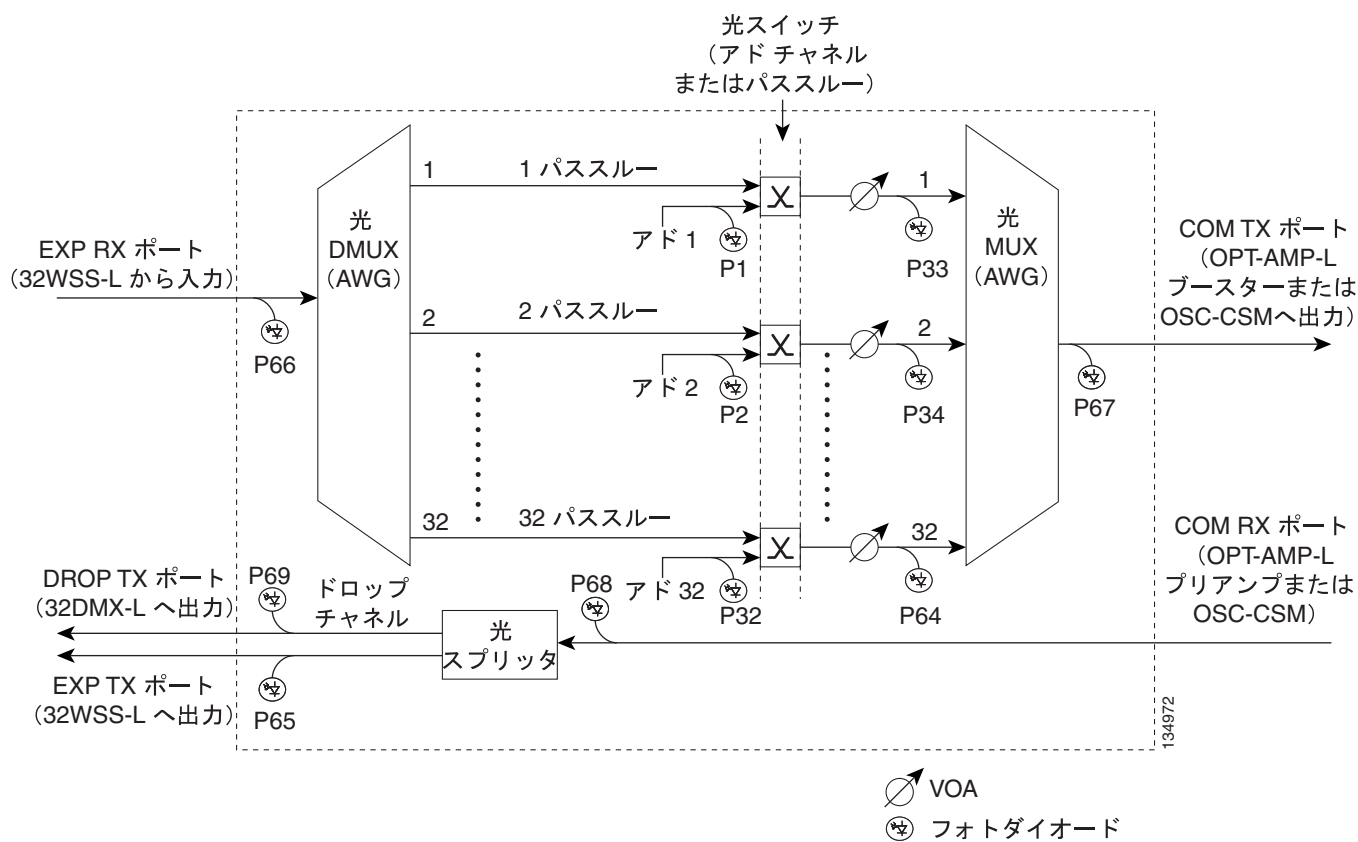 光スイッチ
（アド チャネル
またはパススルー）
1
1 パススルー
1
光
DMUX
(AWG)
光
MUX
(AWG)
アド 1
P1
P33
EXP RX ポート
（32WSS-L から入力）
P66
COM TX ポート
（OPT-AMP-L
ブースターまたは
OSC-CSMへ出力）
2
2 パススルー
2
アド 2
P2
P34
P67
32
32 パススルー
32
アド 32
P32
P64
COM RX ポート
（OPT-AMP-L
プリアンプまたは
OSC-CSM）
DROP TX ポート
（32DMX-L へ出力）
P69
ドロップ
チャネル
P68
光
スプリッタ
EXP TX ポート
（32WSS-L へ出力）
P65
134972
VOA
フォトダイオード